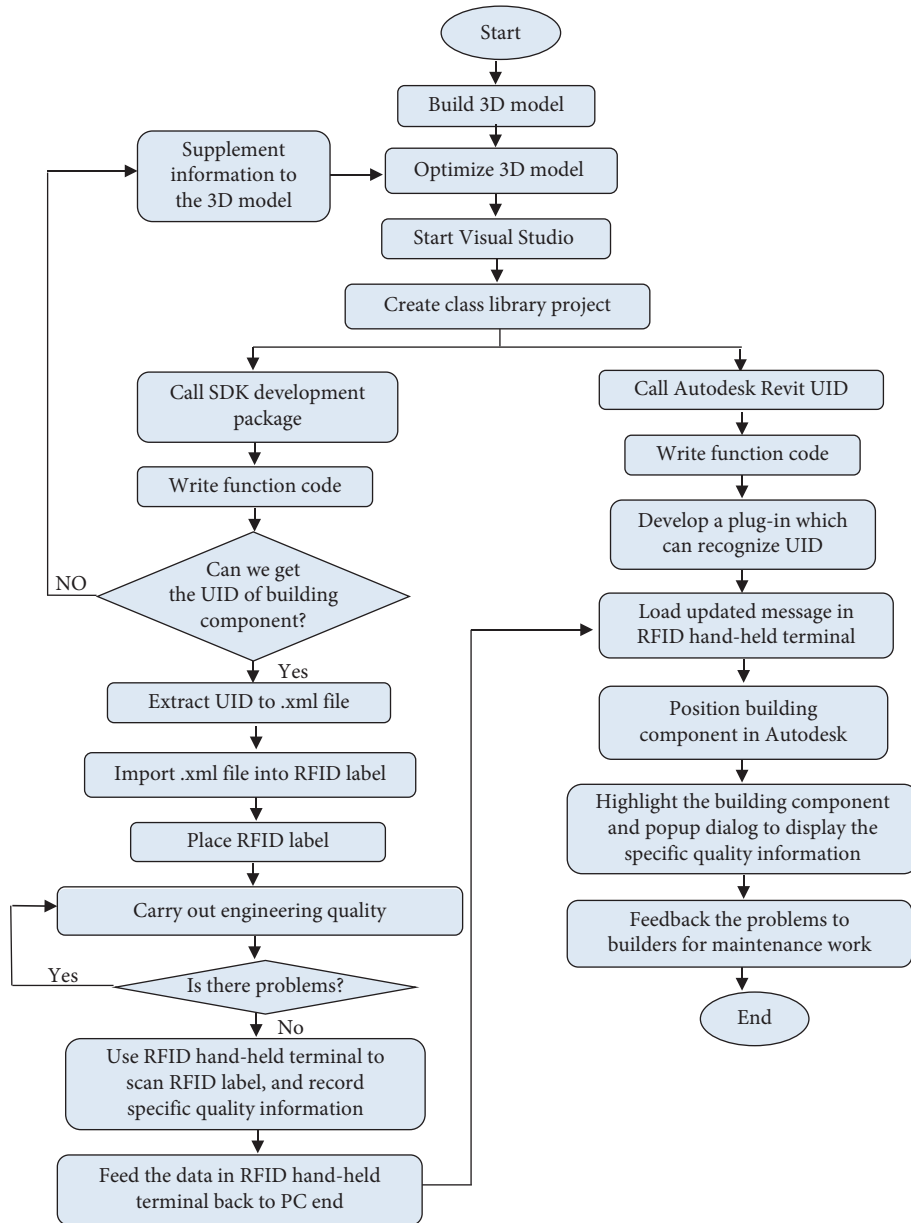 Start
Build 3D model
Supplement
information to
the 3D model
Optimize 3D model
Start Visual Studio
Create class library project
Call SDK development
package
Write function code
Can we get
the UID of building
component?
NO
Yes
Extract UID to .xml file
Import .xml file into RFID label
Place RFID label
Carry out engineering quality
Is there problems?
Yes
No
Use RFID hand-held terminal to
scan RFID label, and record
specific quality information
Feed the data in RFID hand-held
terminal back to PC end
Call Autodesk Revit UID
Write function code
Develop a plug-in which
can recognize UID
Load updated message in
RFID hand-held terminal
Position building
component in Autodesk
Highlight the building component
and popup dialog to display the
specific quality information
Feedback the problems to
builders for maintenance work
End